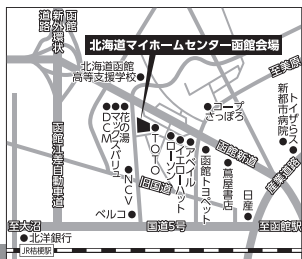 函館
新外環状
道路
北海道マイホームセンター函館会場
北海道函館
高等支援学校
至美原
トイザらス
新都市病院
コープ
さっぽろ
花の湯
マックスバリュ
DCM
TOTO
ローソン
イエローハット
アベイル
函館新道
産業道路
函館江差自動車道
NCV
旧国道
函館トヨペット
蔦屋書店
日産
ベルコ
至大沼
国道5号
至函館駅
北洋銀行
JR桔梗駅